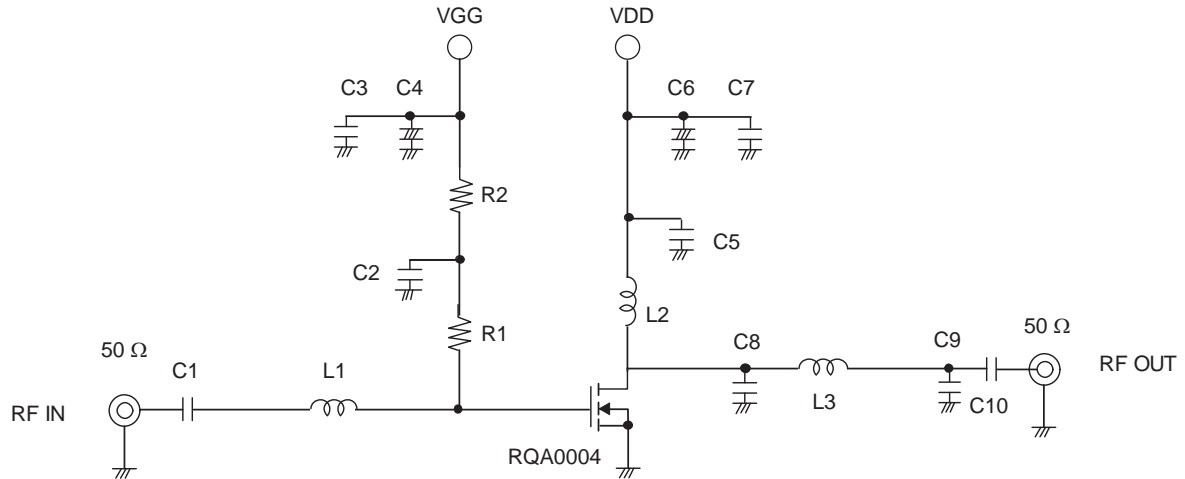 VGG
VDD
C3
C4
C6
C7
R2
C5
C2
L2
R1
50 Ω
C8
C9
50 Ω
RF OUT
C1
L1
L3
C10
RF IN
RQA0004